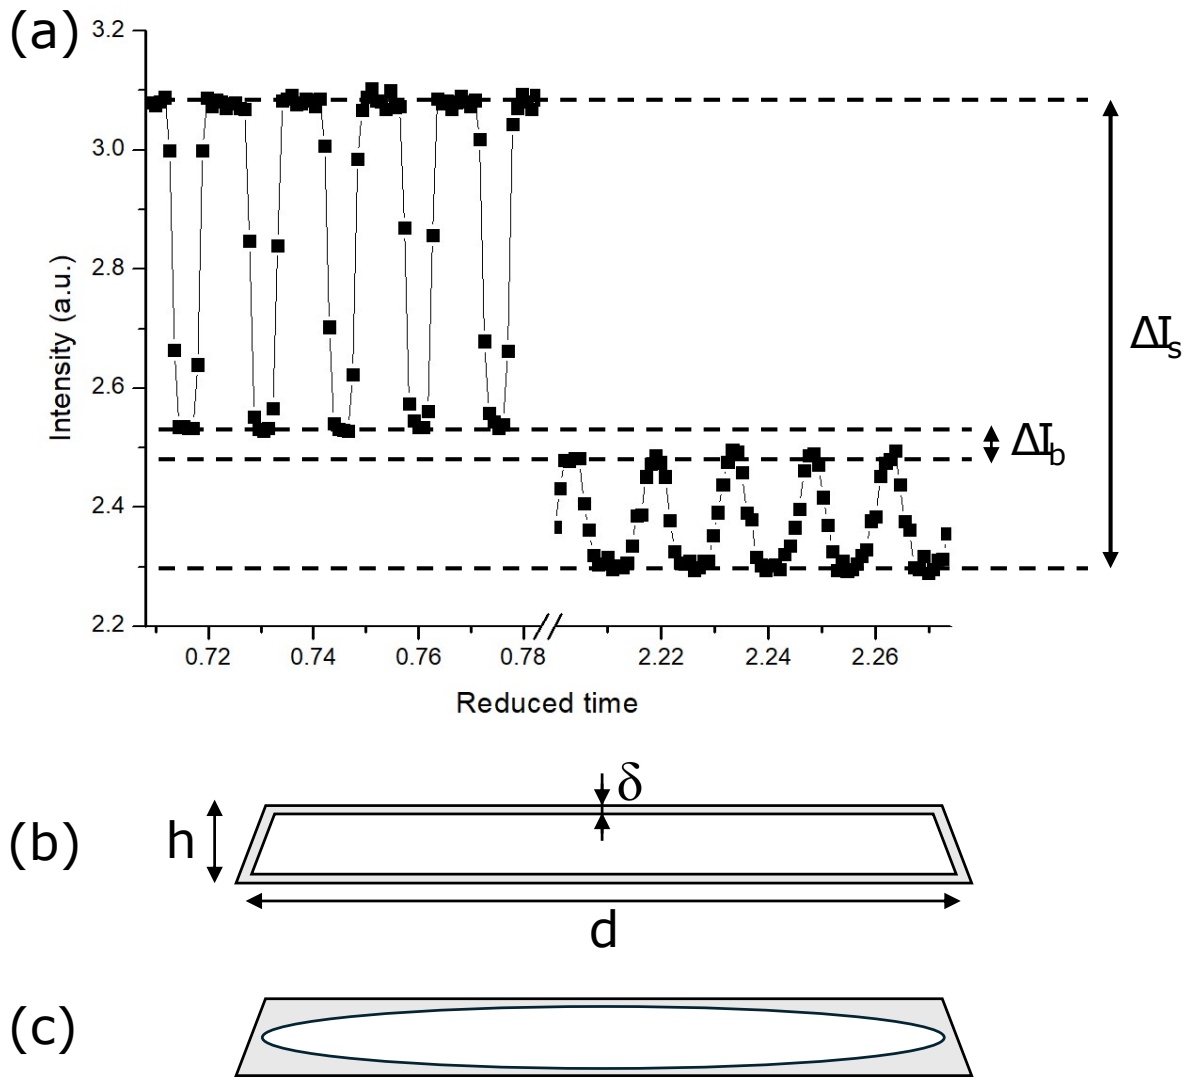 (a)
3.2
3.0
2.8
2.6
2.4
2.2
Intensity (a.u.)
ΔIs
ΔIb
0.72 0.74 0.76 0.78 2.22 2.24 2.26
Reduced time
(b)
h
δ
d
(c)